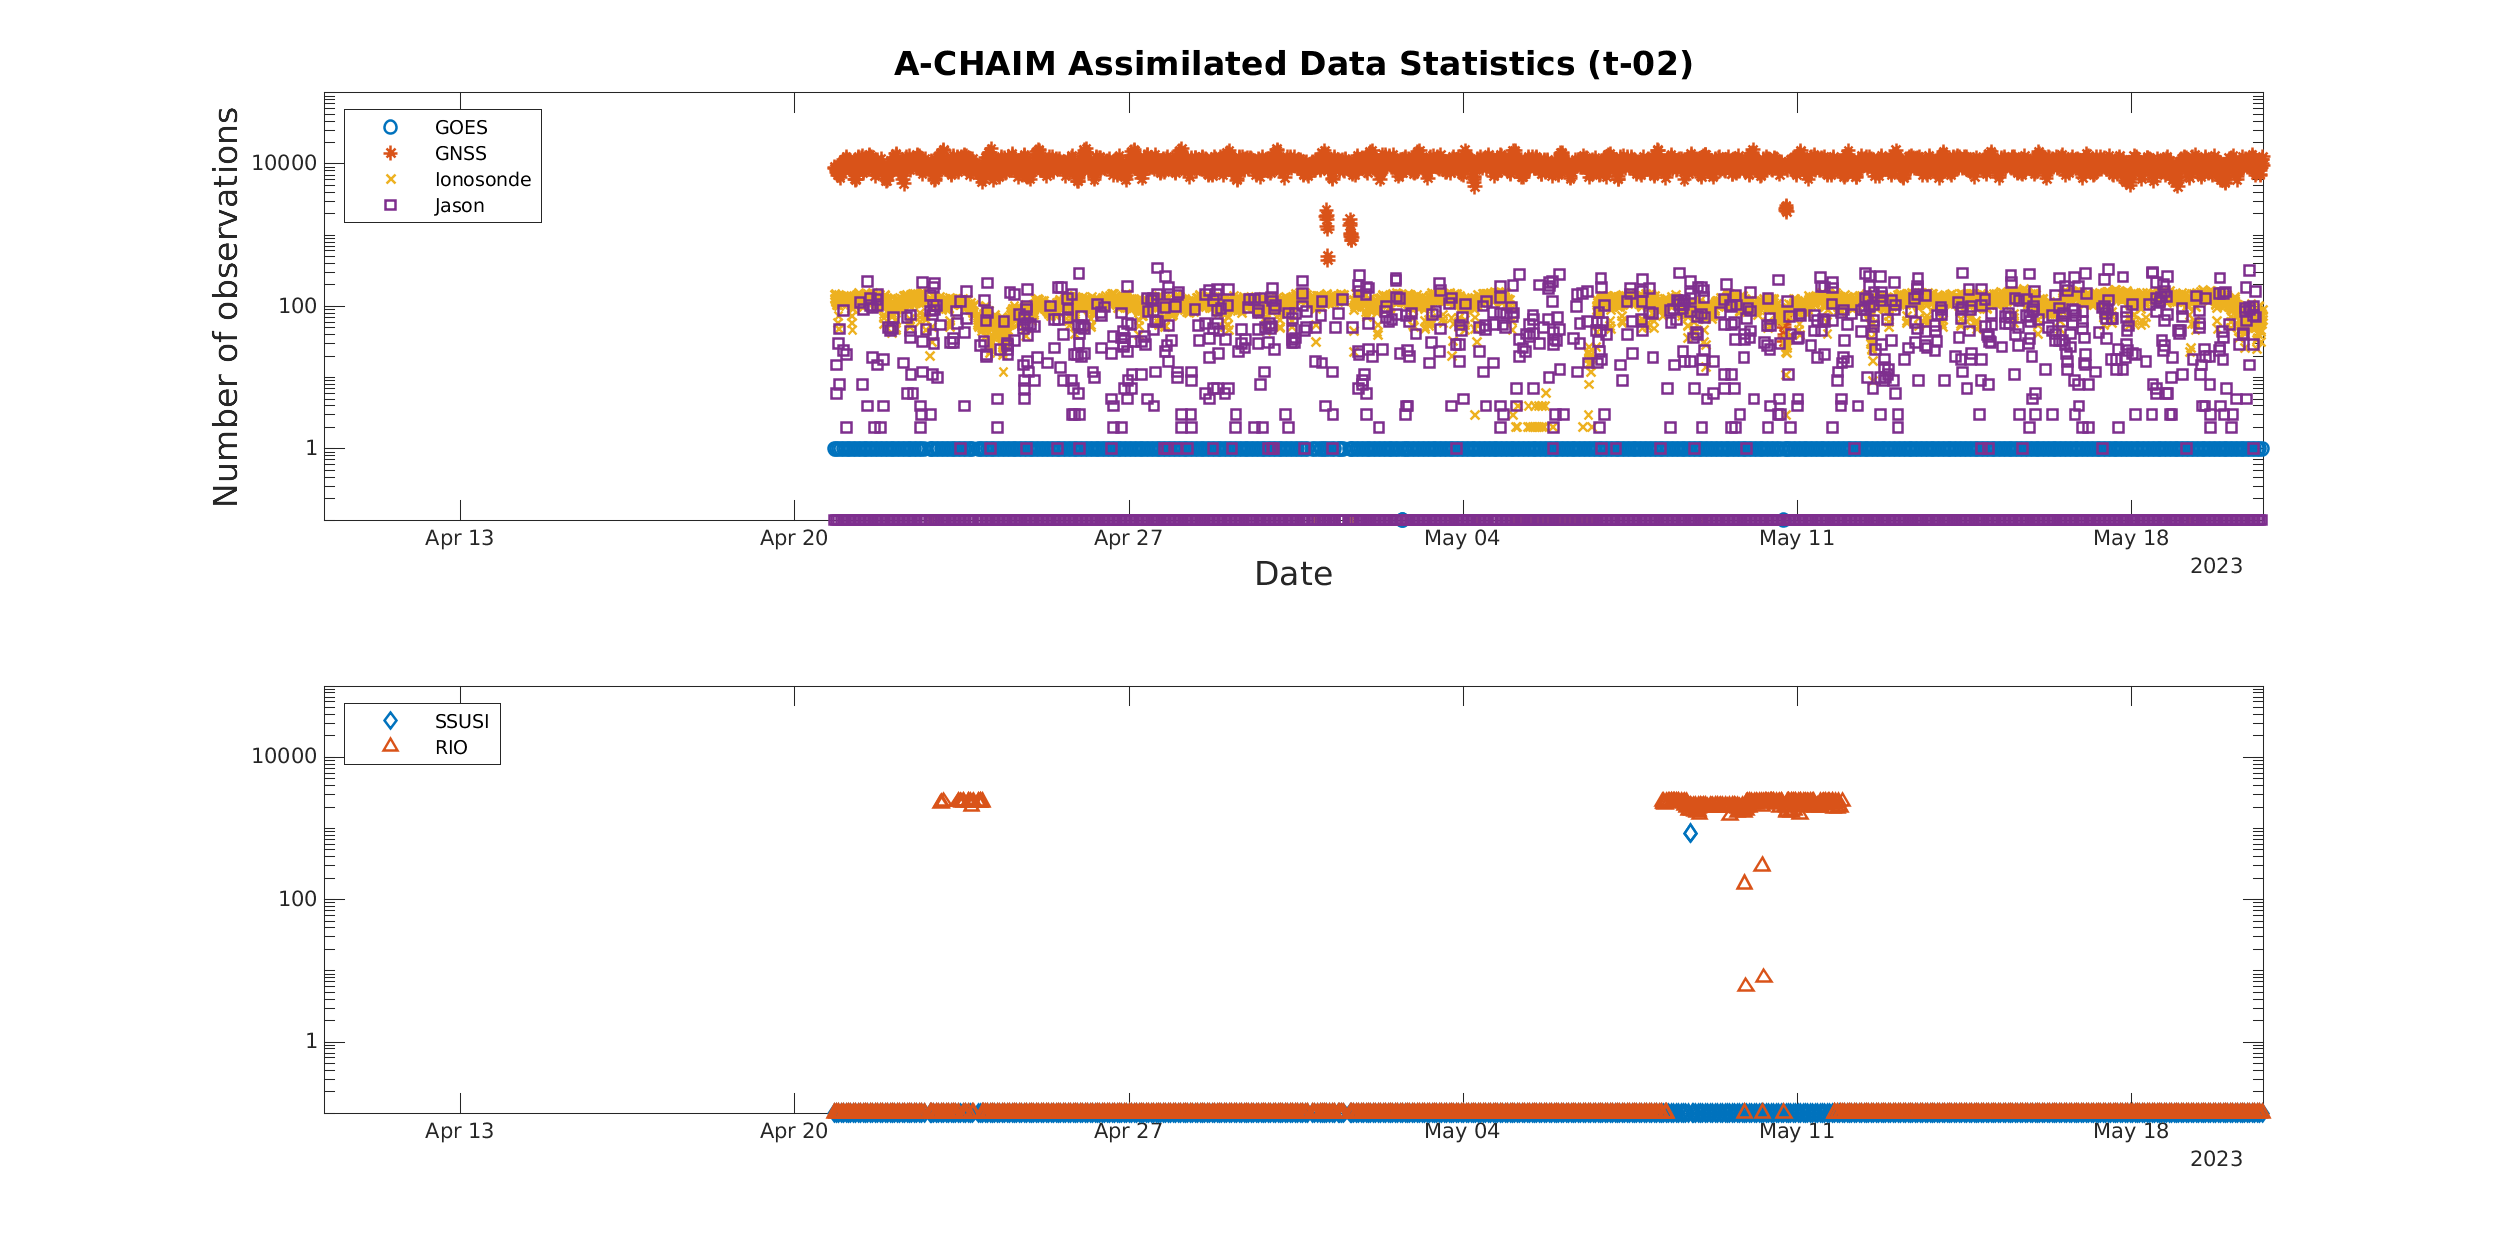 A-CHAIM Assimilated Data Statistics (t-02)
GOES
GNSS
Ionosonde
Jason
Number of observations
10000
100
1
Apr 13 Apr 20 Apr 27 May 04 May 11 May 18
2023
Date
SSUSI
RIO
10000
100
1
Apr 13 Apr 20 Apr 27 May 04 May 11 May 18
2023